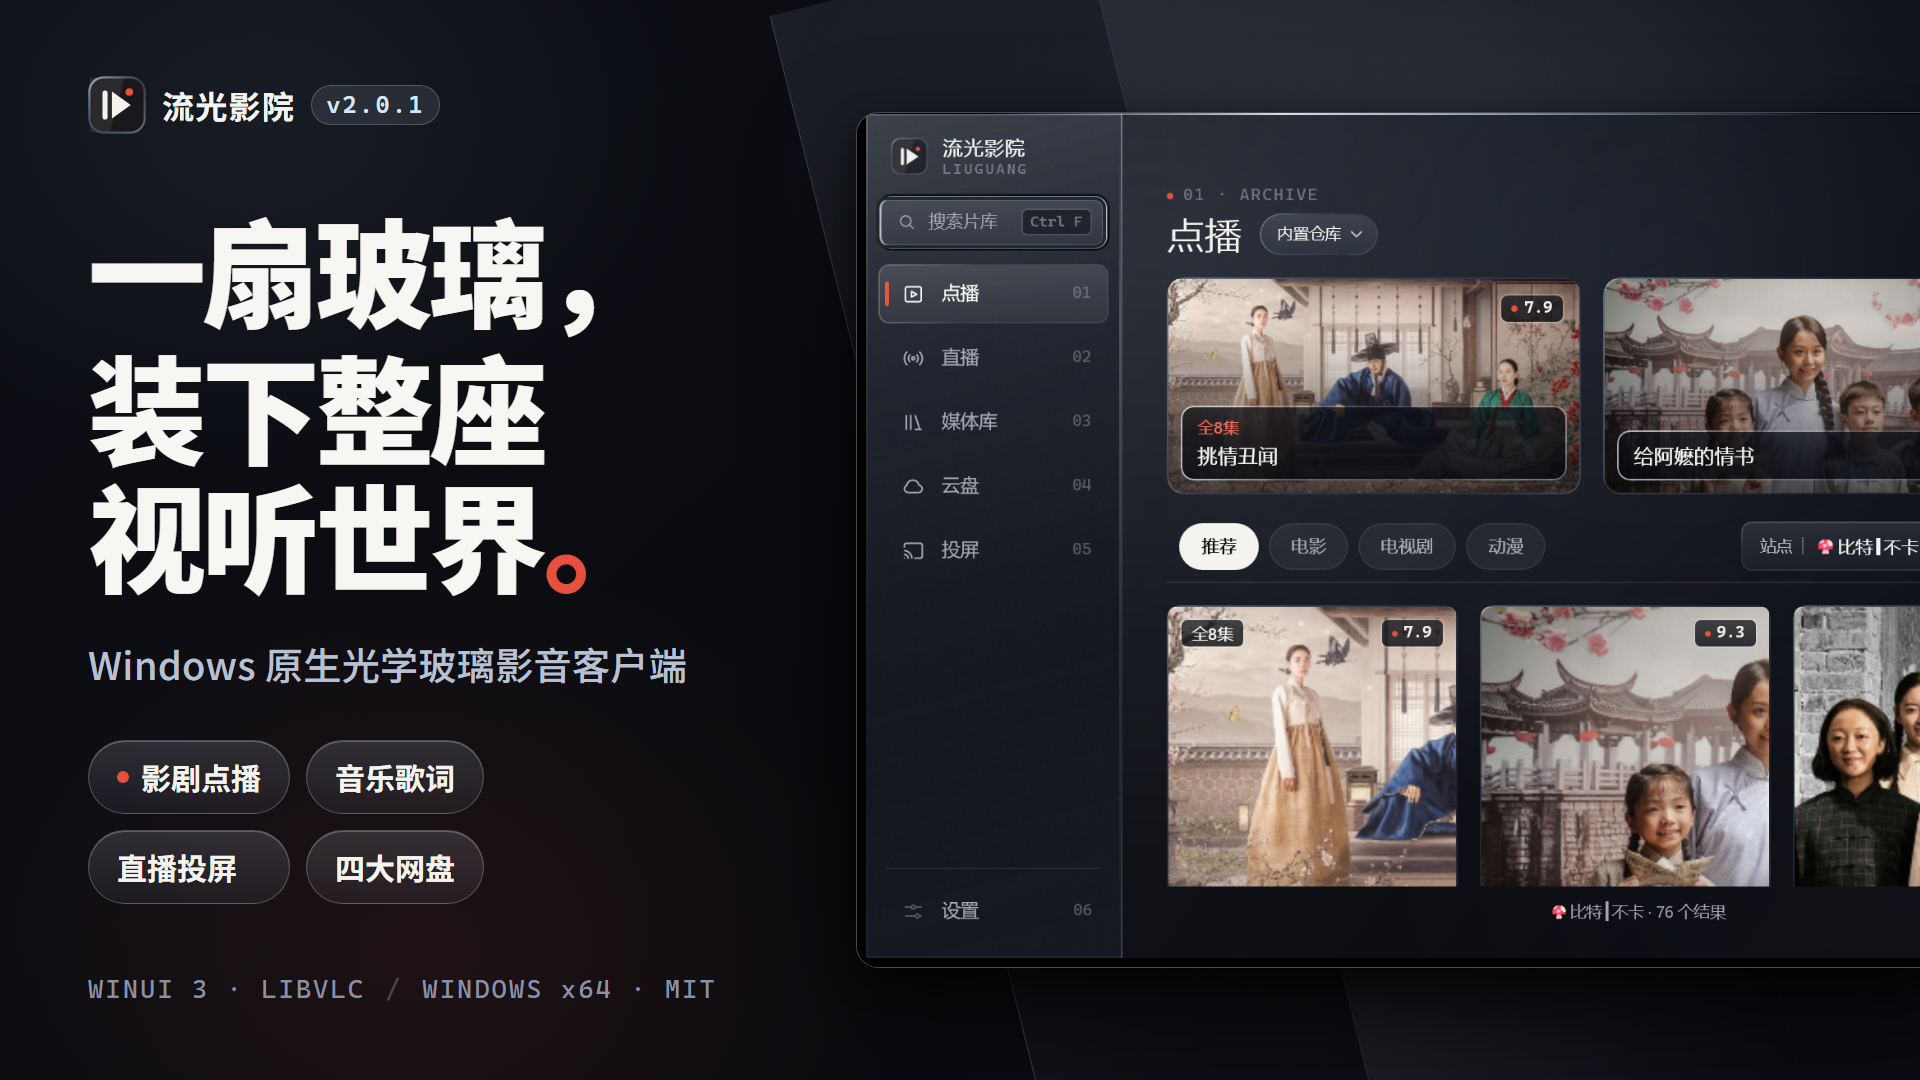 流光影院 v2.0.1
一扇玻璃，
装下整座
视听世界。
Windows 原生光学玻璃影音客户端
影剧点播
音乐歌词
直播投屏
四大网盘
WINUI 3 · LIBVLC / WINDOWS x64 · MIT
流光影院
LIUGUANG
搜索片库 Ctrl F
点播 01
直播 02
媒体库 03
云盘 04
投屏 05
设置 06
01 · ARCHIVE
点播 内置仓库
7.9
全8集
挑情丑闻
给阿嬷的情书
推荐 电影 电视剧 动漫
站点 | 🍄比特┃不卡
全8集 7.9
9.3
🍄比特┃不卡 · 76 个结果